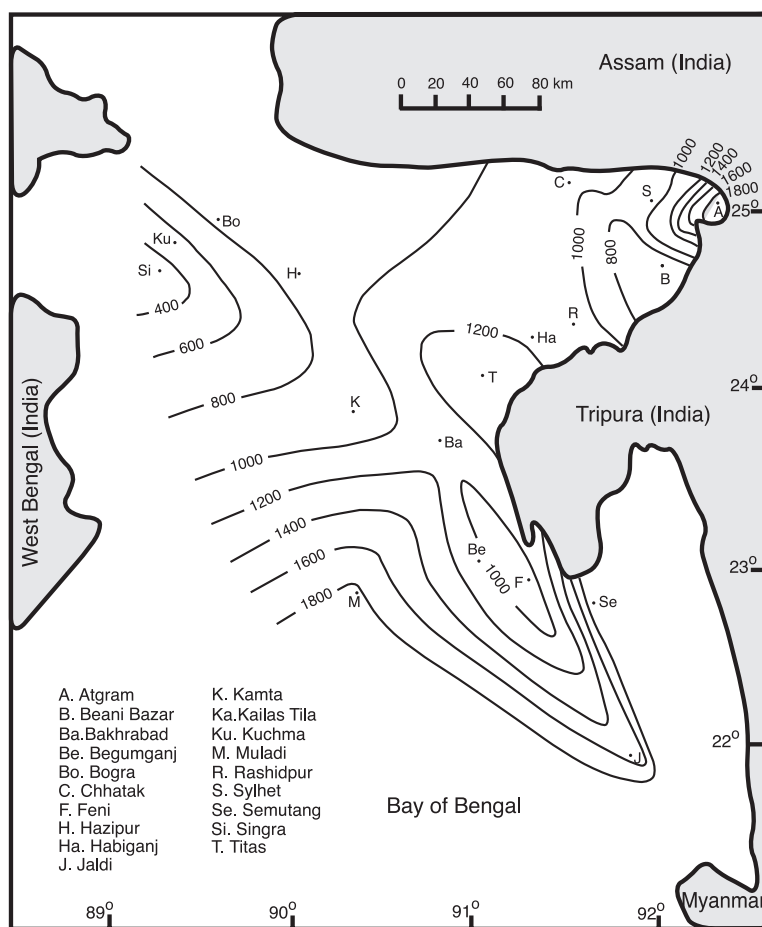 Assam (India)
0 20 40 60 80 km
1000
1200
1400
1600
1800
C
S
A
25°
Bo
Ku
Si
H
1000
800
B
400
600
R
1200
Ha
T
24°
800
K
Tripura (India)
Ba
West Bengal (India)
1000
1200
1400
1600
1800
Be
F
1000
23°
Se
M
22°
J
A. Atgram
B. Beani Bazar
Ba.Bakhrabad
Be. Begumganj
Bo. Bogra
C. Chhatak
F. Feni
H. Hazipur
Ha. Habiganj
J. Jaldi
K. Kamta
Ka.Kailas Tila
Ku. Kuchma
M. Muladi
R. Rashidpur
S. Sylhet
Se. Semutang
Si. Singra
T. Titas
Bay of Bengal
Myanmar
89° 90° 91° 92°